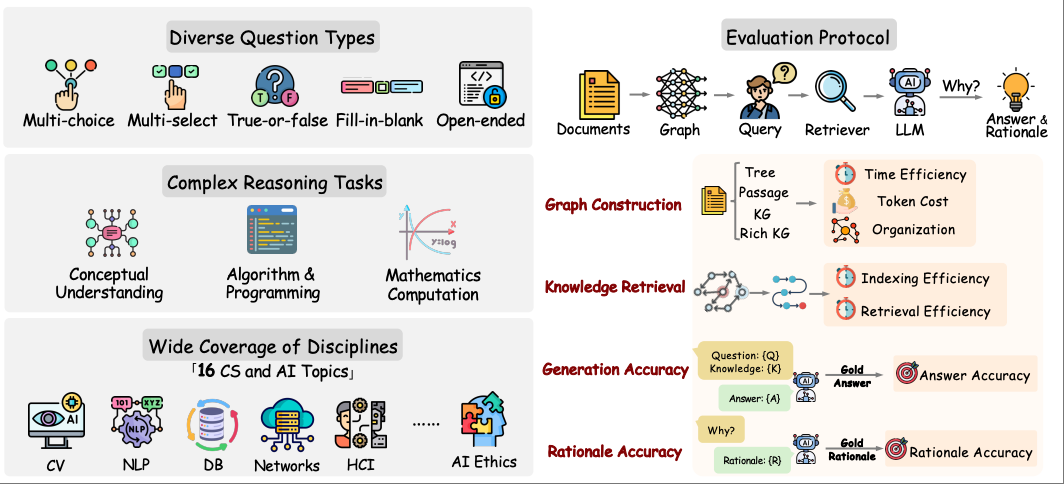 Diverse Question Types
Multi-choice
Multi-select
T F
True-or-false
Fill-in-blank
</>
Open-ended
Complex Reasoning Tasks
Conceptual
Understanding
Algorithm &
Programming
y
x
y=log
Mathematics
Computation
Wide Coverage of Disciplines
「16 CS and AI Topics」
AI
CV
101 XYZ
NLP
NLP
DB
Networks
HCI
......
AI Ethics
Evaluation Protocol
Documents
Graph
?
Query
Retriever
AI
LLM
Why?
Answer &
Rationale
Graph Construction
Tree
Passage
KG
Rich KG
Time Efficiency
$
Token Cost
Organization
Knowledge Retrieval
Indexing Efficiency
Retrieval Efficiency
Generation Accuracy
Question: {Q}
Knowledge: {K}
Answer: {A}
AI
Gold
Answer
Answer Accuracy
Rationale Accuracy
Why?
Rationale: {R}
AI
Gold
Rationale
Rationale Accuracy